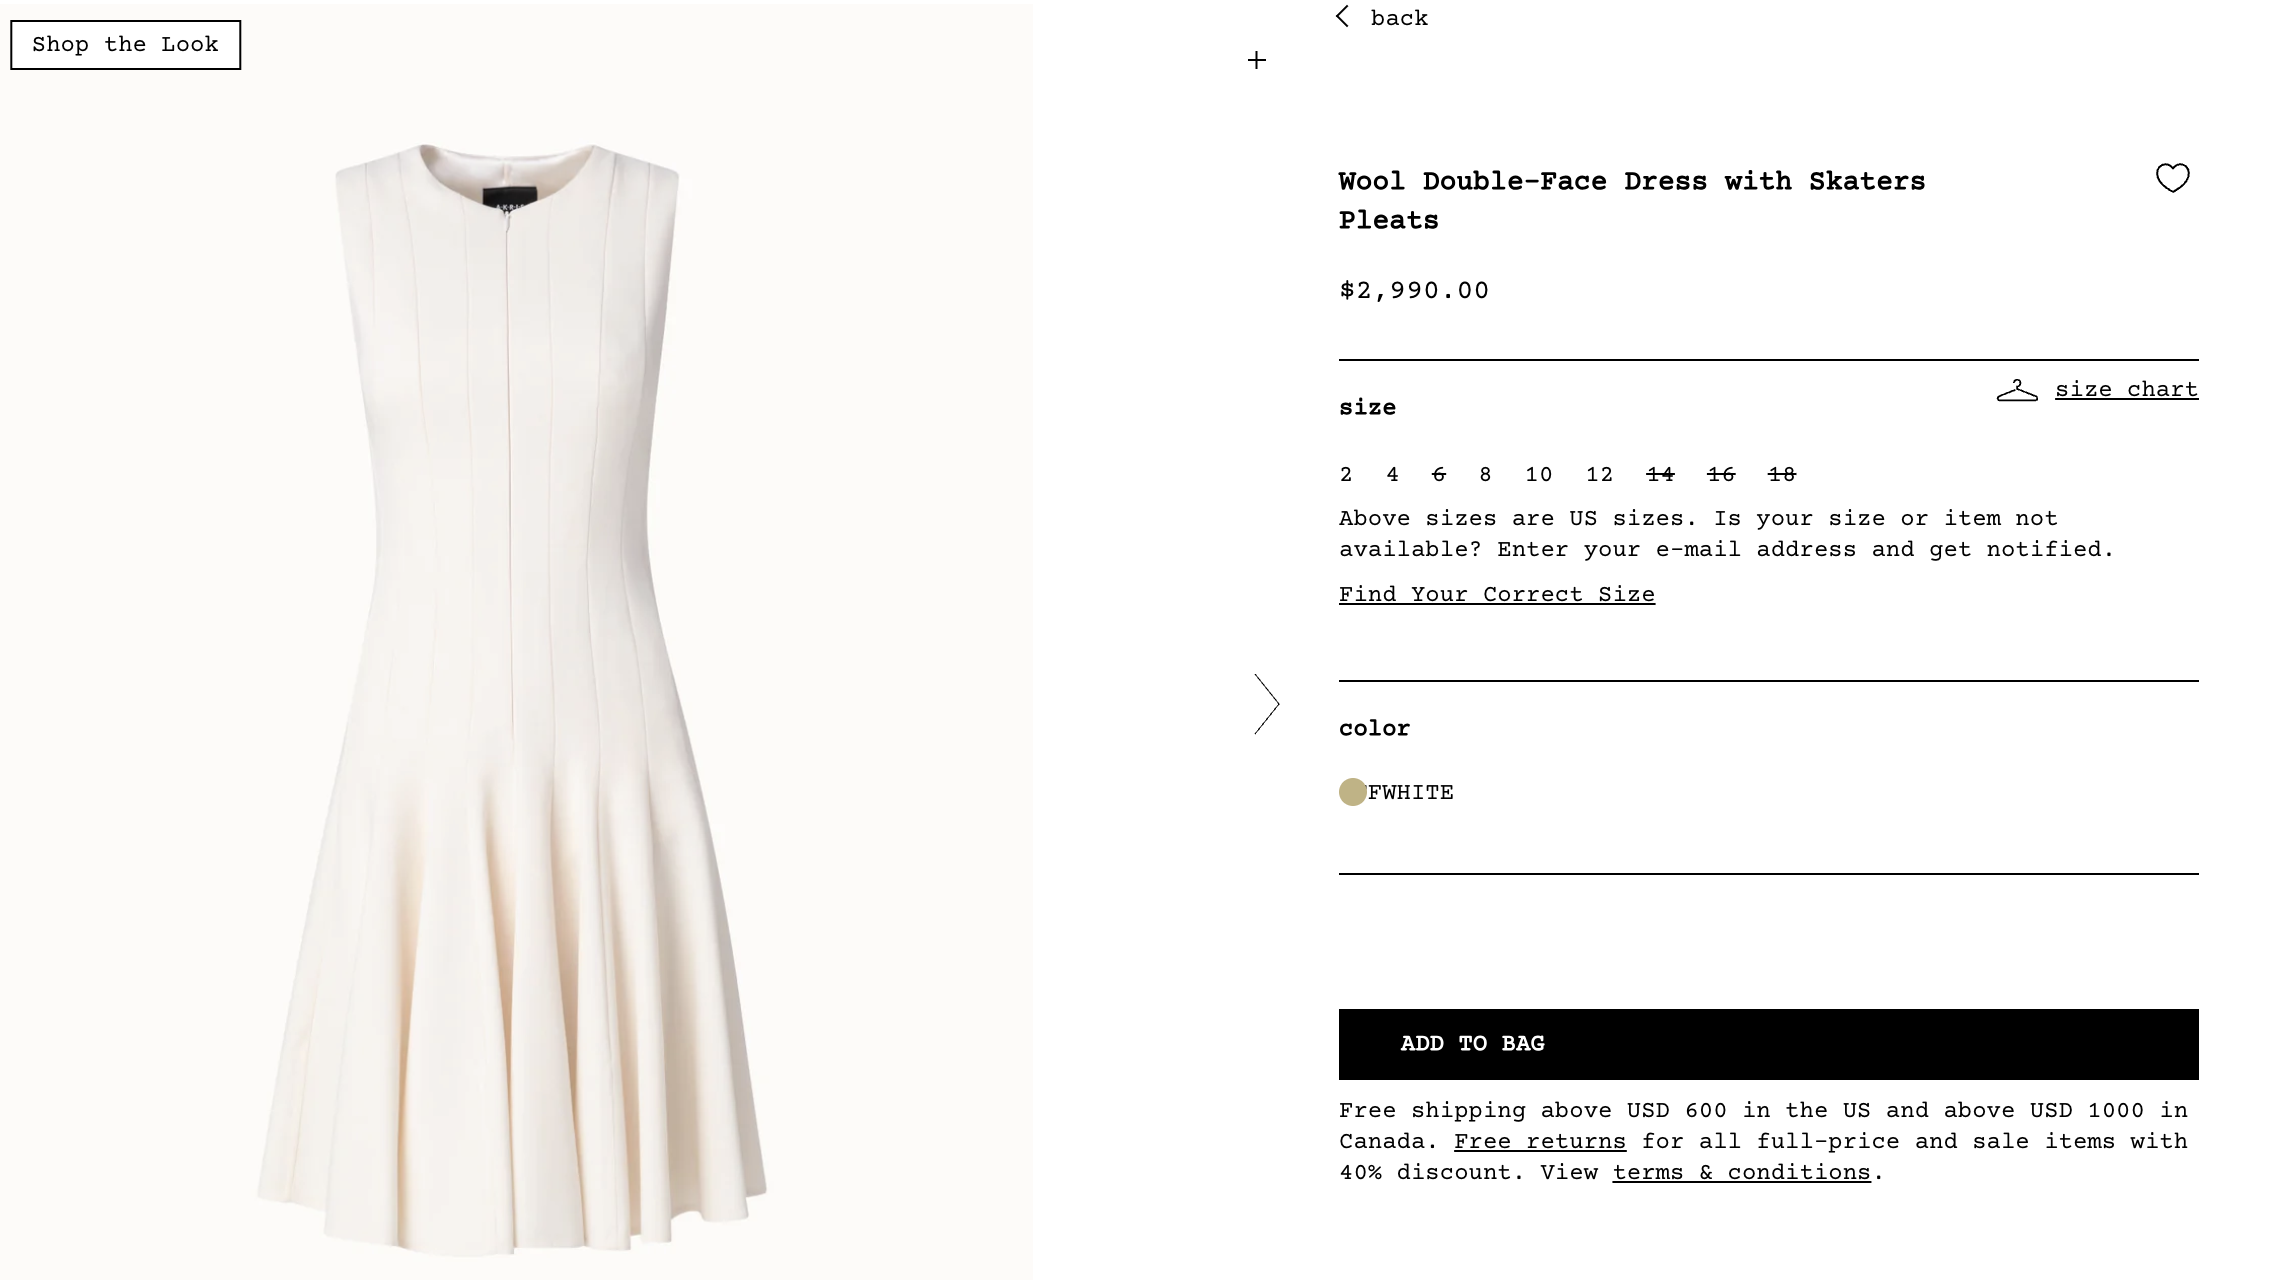 Shop the Look
back
Wool Double-Face Dress with Skaters
Pleats
$2,990.00
size
size chart
2 4 6 8 10 12 14 16 18
Above sizes are US sizes. Is your size or item not
available? Enter your e-mail address and get notified.
Find Your Correct Size
color
FWHITE
ADD TO BAG
Free shipping above USD 600 in the US and above USD 1000 in
Canada. Free returns for all full-price and sale items with
40% discount. View terms & conditions.